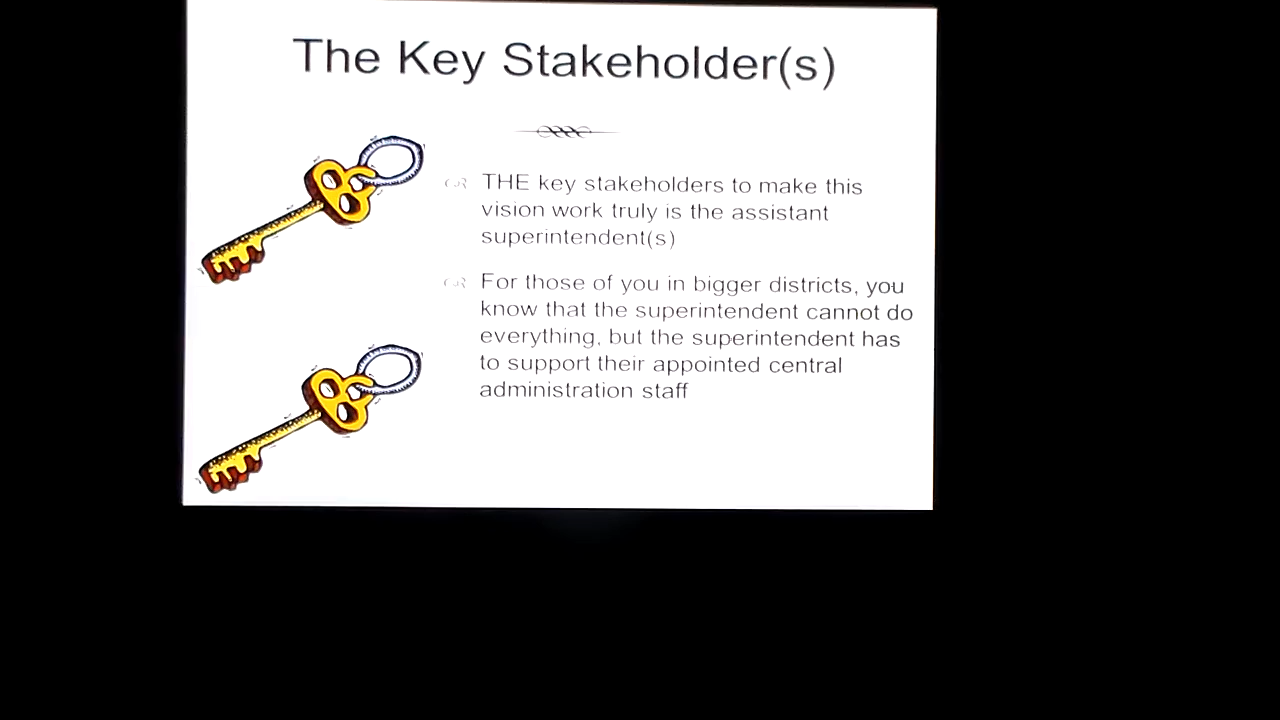 The Key Stakeholder(s)
THE key stakeholders to make this
vision work truly is the assistant
superintendent(s)
For those of you in bigger districts, you
know that the superintendent cannot do
everything, but the superintendent has
to support their appointed central
administration staff